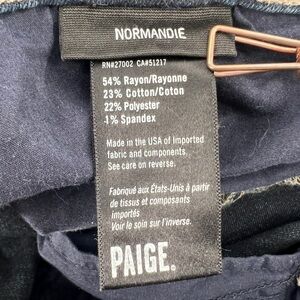 NORMANDIE
RN#27002 CA#51217
54% Rayon/Rayonne
23% Cotton/Coton
22% Polyester
1% Spandex
Made in the USA of Imported
fabric and components.
See care on reverse.
Fabriqué aux États-Unis à partir
de tissus et composants
importés
Voir le soin sur l'inverse.
PAIGE.